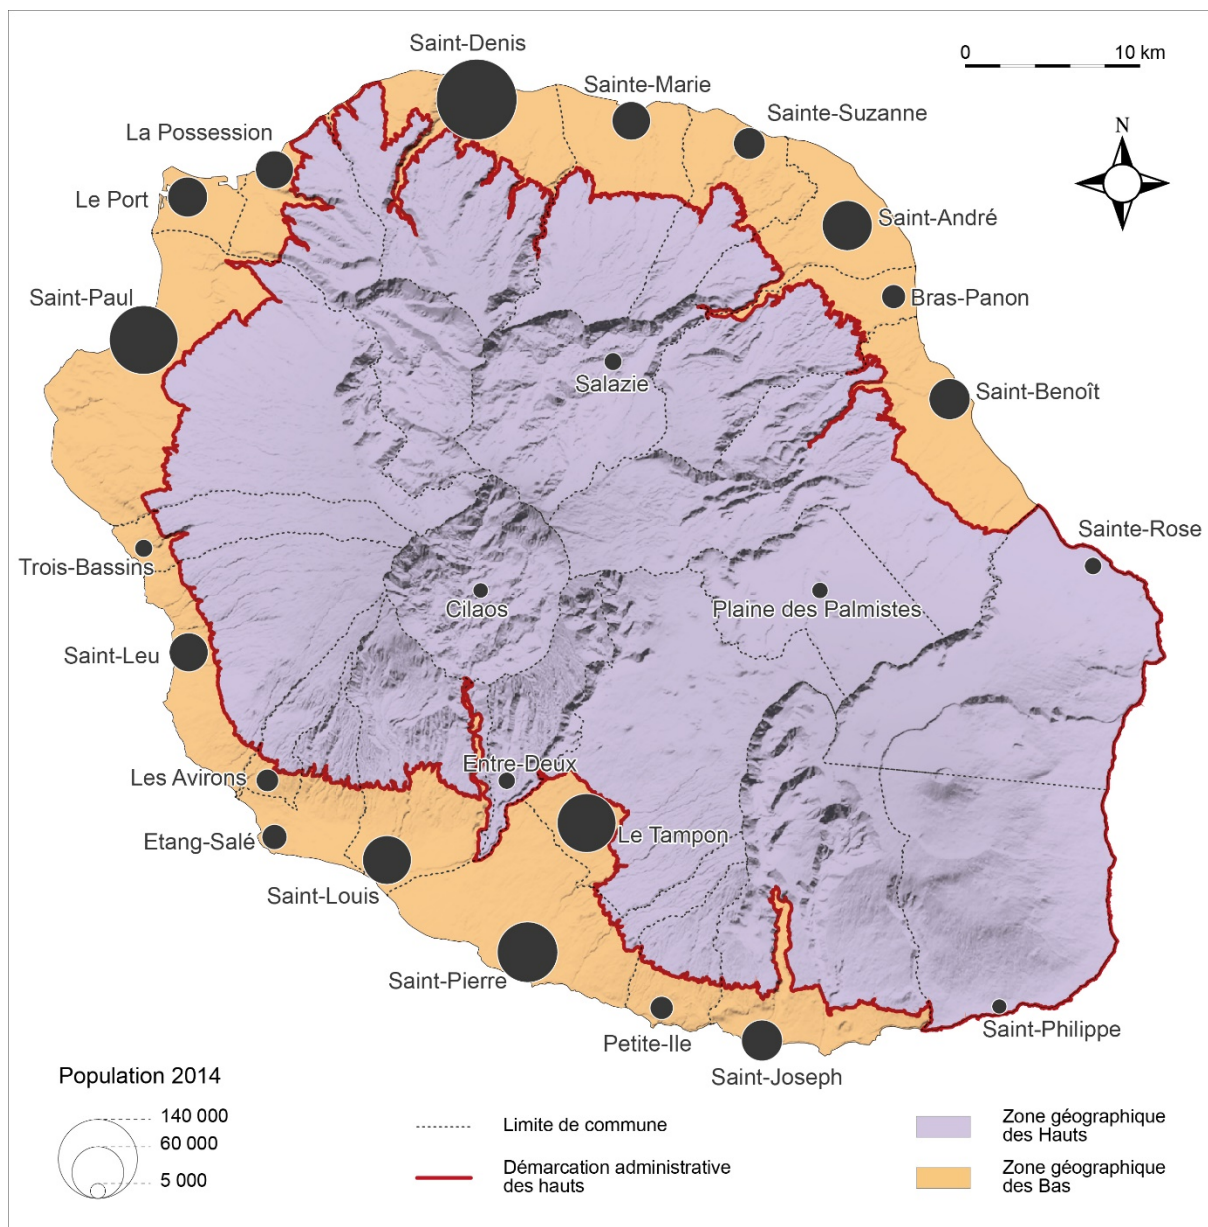 Saint-Denis
0
10 km
Sainte-Marie
Sainte-Suzanne
La Possession
N
Le Port
Saint-André
Saint-Paul
Bras-Panon
Salazie
Saint-Benoît
Sainte-Rose
Trois-Bassins
Cilaos
Plaine des Palmistes
Saint-Leu
Entre-Deux
Les Avirons
Etang-Salé
Le Tampon
Saint-Louis
Saint-Pierre
Petite-Ile
Saint-Philippe
Saint-Joseph
Population 2014
140 000
60 000
5 000
Limite de commune
Démarcation administrative
des hauts
Zone géographique
des Hauts
Zone géographique
des Bas